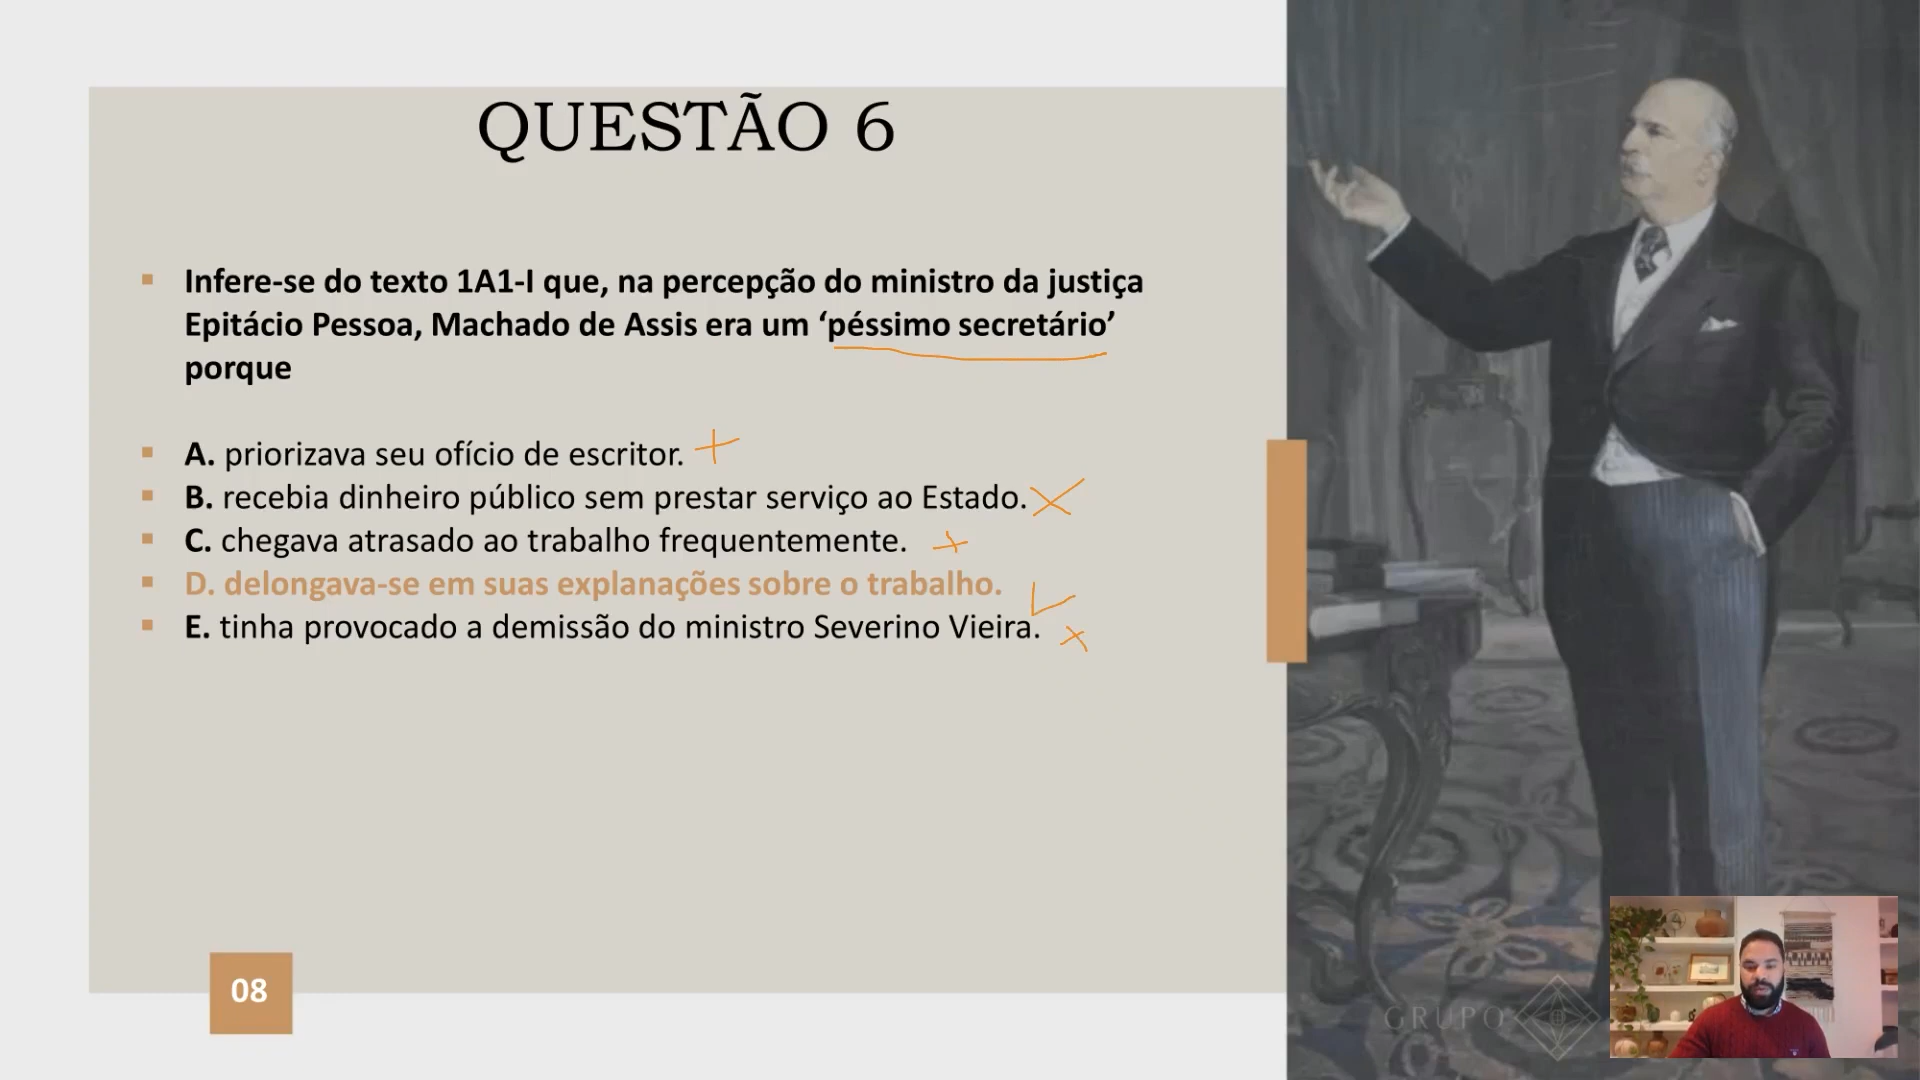 QUESTÃO 6
Infere-se do texto 1A1-I que, na percepção do ministro da justiça
Epitácio Pessoa, Machado de Assis era um ‘péssimo secretário’
porque
A. priorizava seu ofício de escritor.
B. recebia dinheiro público sem prestar serviço ao Estado.
C. chegava atrasado ao trabalho frequentemente.
D. delongava-se em suas explanações sobre o trabalho.
E. tinha provocado a demissão do ministro Severino Vieira.
08
GRUPO